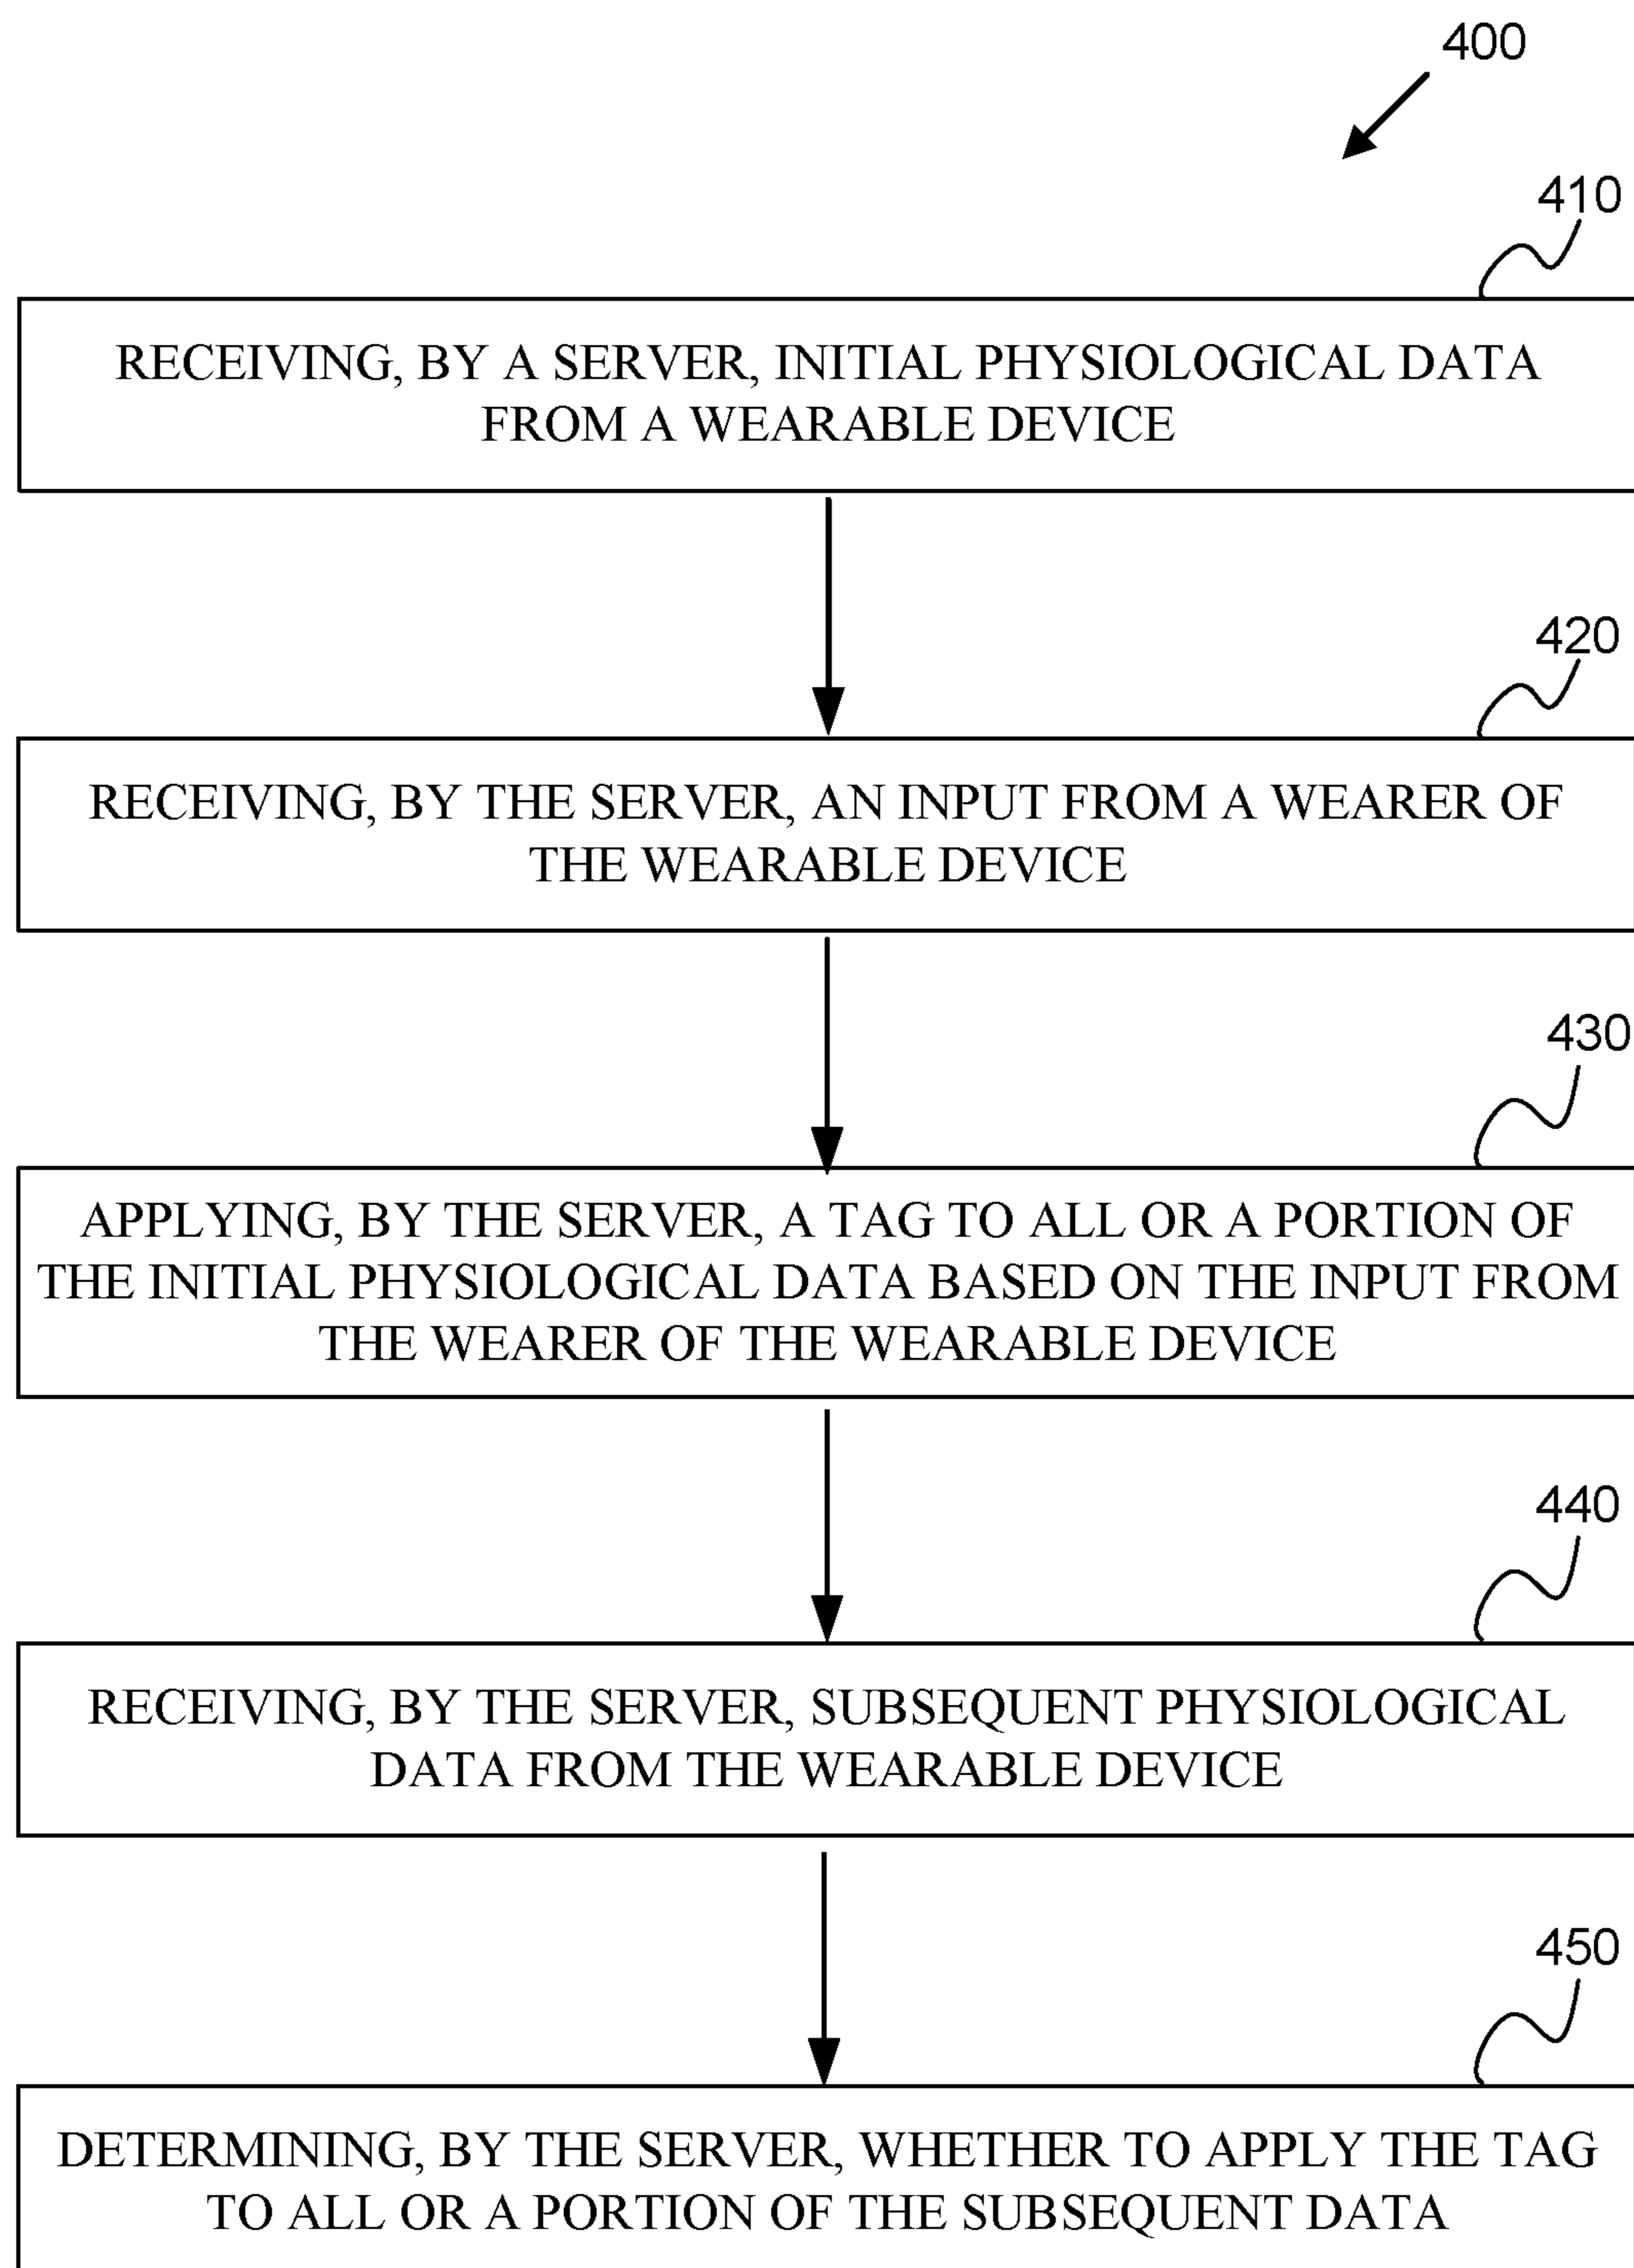 400
410
RECEIVING, BY A SERVER, INITIAL PHYSIOLOGICAL DATA
FROM A WEARABLE DEVICE
420
RECEIVING, BY THE SERVER, AN INPUT FROM A WEARER OF
THE WEARABLE DEVICE
430
APPLYING, BY THE SERVER, A TAG TO ALL OR A PORTION OF
THE INITIAL PHYSIOLOGICAL DATA BASED ON THE INPUT FROM
THE WEARER OF THE WEARABLE DEVICE
440
RECEIVING, BY THE SERVER, SUBSEQUENT PHYSIOLOGICAL
DATA FROM THE WEARABLE DEVICE
450
DETERMINING, BY THE SERVER, WHETHER TO APPLY THE TAG
TO ALL OR A PORTION OF THE SUBSEQUENT DATA